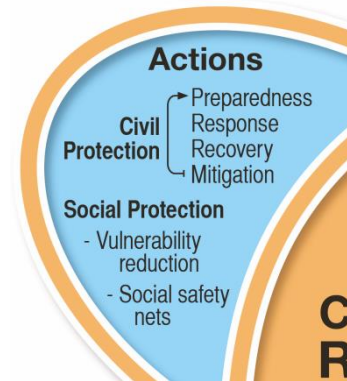 Actions
Civil
Protection
Preparedness
Response
Recovery
Mitigation
Social Protection
- Vulnerability
reduction
- Social safety
nets
C
R